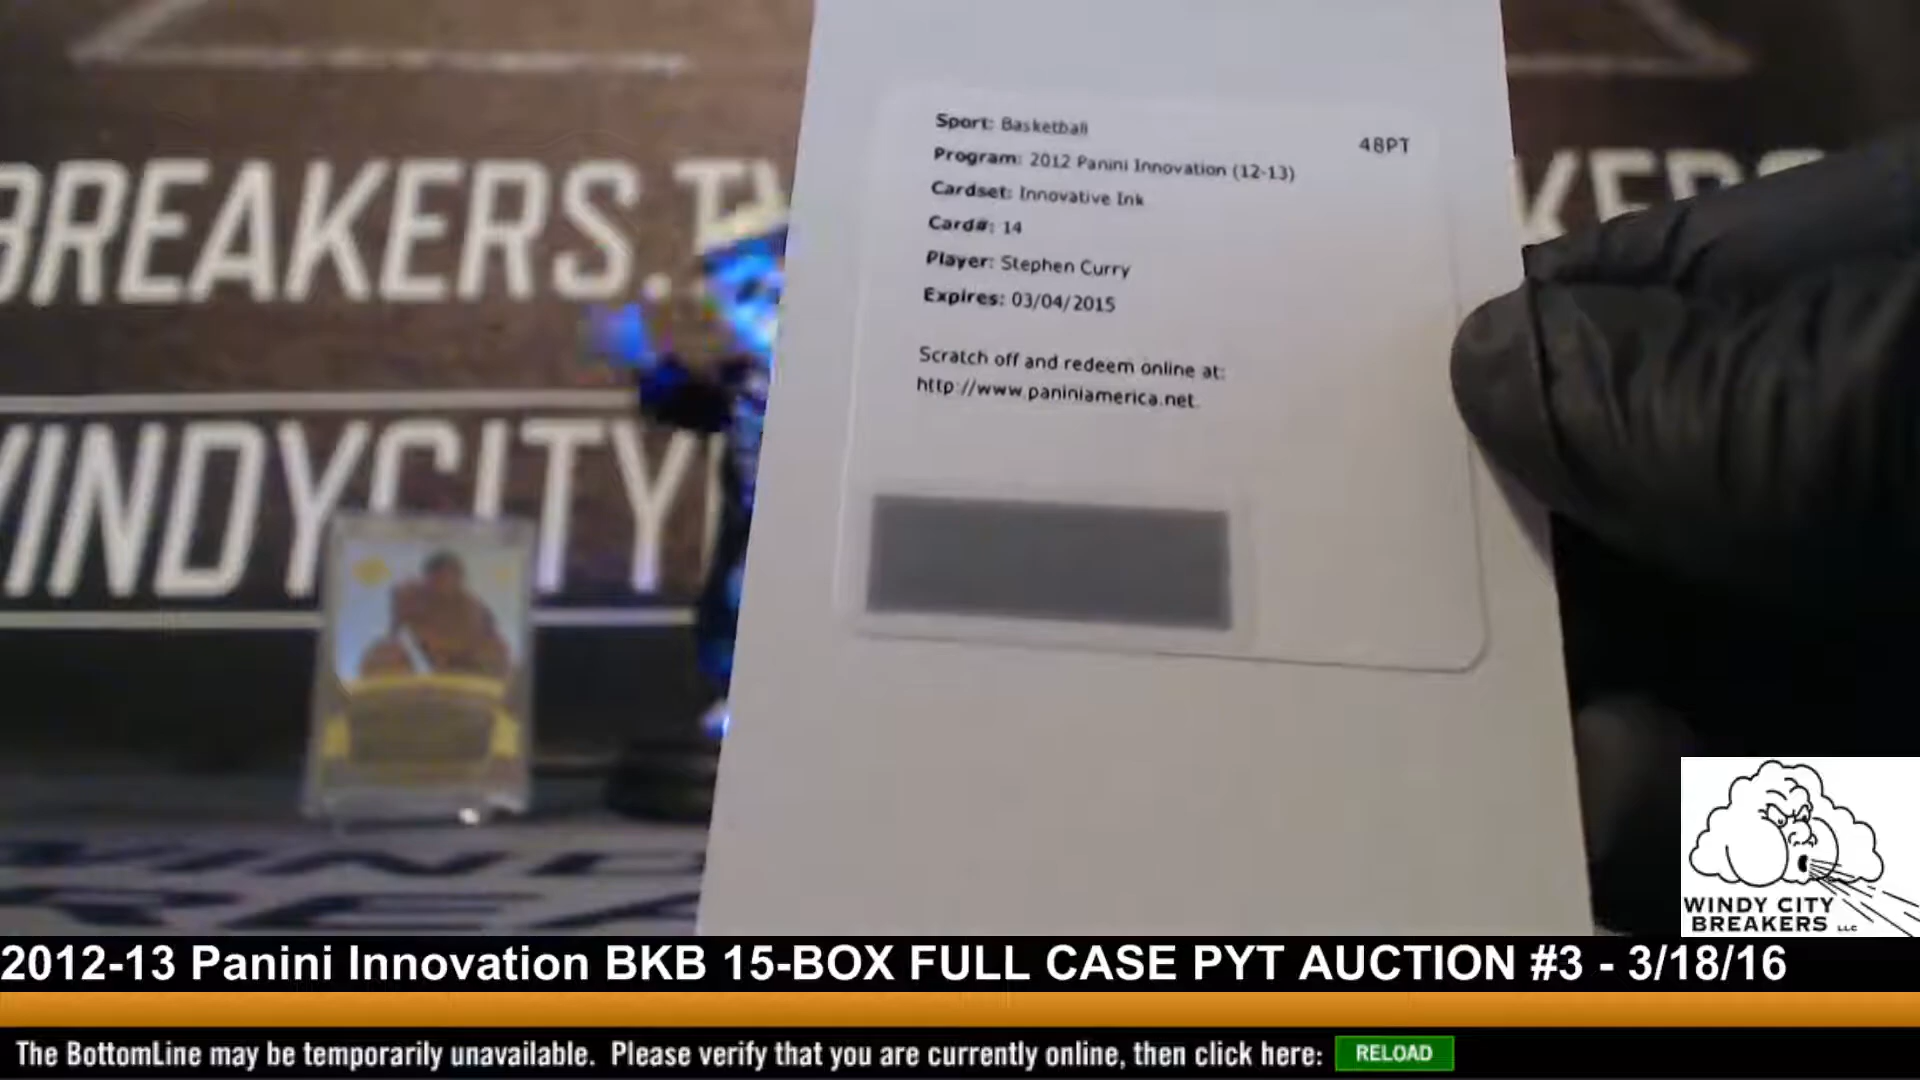 BREAKERS.TV
WINDYCITY
Sport: Basketball
48PT
Program: 2012 Panini Innovation (12-13)
Cardset: Innovative Ink
Card#: 14
Player: Stephen Curry
Expires: 03/04/2015
Scratch off and redeem online at:
http://www.paniniamerica.net.
WINDY CITY
BREAKERS LLC
2012-13 Panini Innovation BKB 15-BOX FULL CASE PYT AUCTION #3 - 3/18/16
The BottomLine may be temporarily unavailable. Please verify that you are currently online, then click here: RELOAD